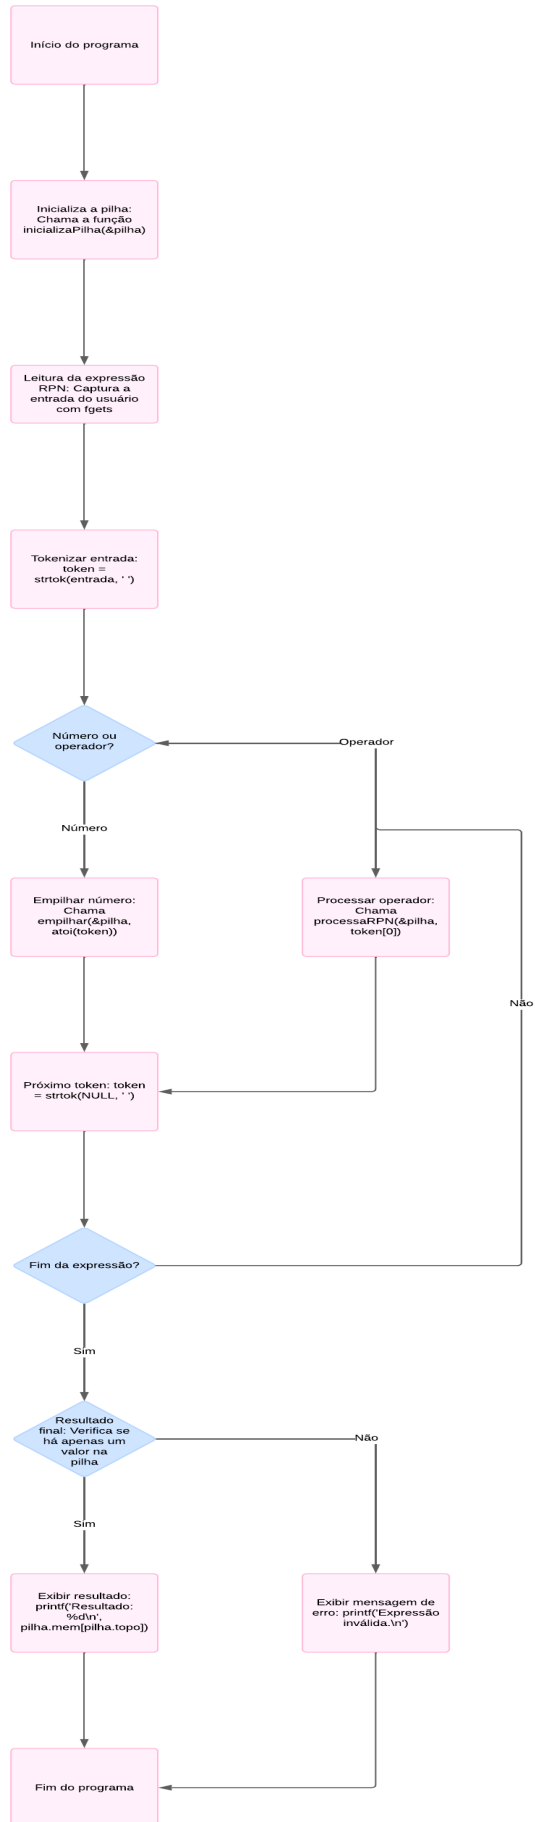 Início do programa
Inicializa a pilha:
Chama a função
inicializaPilha(&pilha)
Leitura da expressão
RPN: Captura a
entrada do usuário
com fgets
Tokenizar entrada:
token =
strtok(entrada, ' ')
Número ou
operador?
Operador
Número
Empilhar número:
Chama
empilhar(&pilha,
atoi(token))
Processar operador:
Chama
processaRPN(&pilha,
token[0])
Não
Próximo token: token
= strtok(NULL, ' ')
Fim da expressão?
Sim
Resultado
final: Verifica se
há apenas um
valor na
pilha
Não
Sim
Exibir resultado:
printf('Resultado:
%d\n',
pilha.mem[pilha.topo])
Exibir mensagem de
erro: printf('Expressão
inválida.\n')
Fim do programa